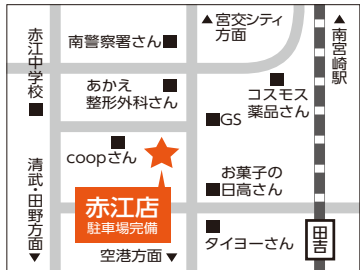 赤江中学校
南警察署さん
▲宮交シティ
方面
▲南宮崎駅
あかえ
整形外科さん
コスモス
薬品さん
GS
coopさん
清武・田野方面▼
赤江店
駐車場完備
お菓子の
日高さん
空港方面▼
タイヨーさん
田吉